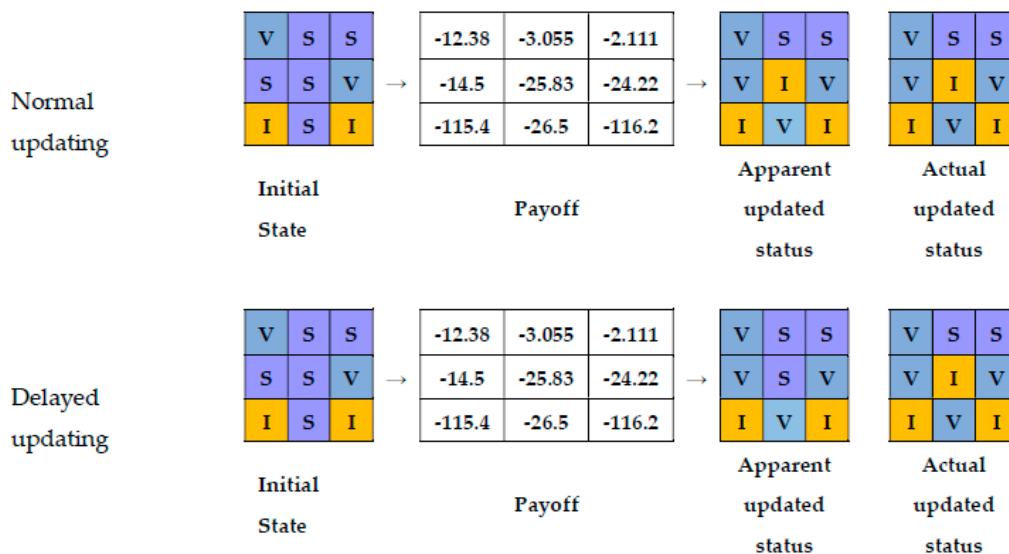 V S S -12.38 -3.055 -2.111 V S S V S S
Normal updating S S V → -14.5 -25.83 -24.22 → V I V V I V
I S I -115.4 -26.5 -116.2 I V I I V I
Initial State Payoff Apparent updated status Actual updated status
V S S -12.38 -3.055 -2.111 V S S V S S
Delayed updating S S V → -14.5 -25.83 -24.22 → V S V V I V
I S I -115.4 -26.5 -116.2 I V I I V I
Initial State Payoff Apparent updated status Actual updated status